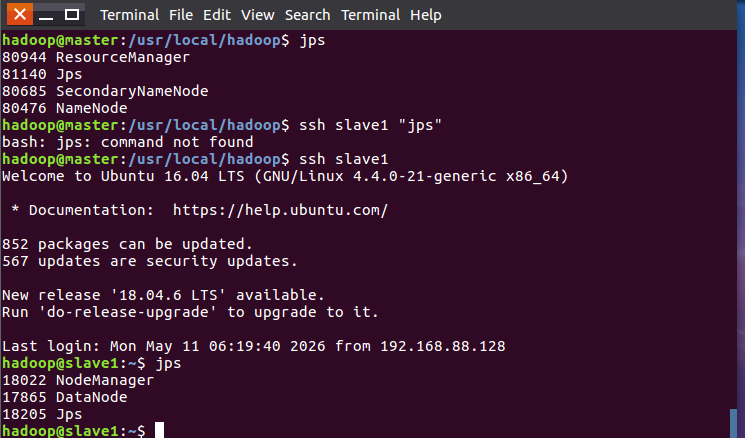 Terminal File Edit View Search Terminal Help
hadoop@master:/usr/local/hadoop$ jps
80944 ResourceManager
81140 Jps
80685 SecondaryNameNode
80476 NameNode
hadoop@master:/usr/local/hadoop$ ssh slave1 "jps"
bash: jps: command not found
hadoop@master:/usr/local/hadoop$ ssh slave1
Welcome to Ubuntu 16.04 LTS (GNU/Linux 4.4.0-21-generic x86_64)
* Documentation:  https://help.ubuntu.com/
852 packages can be updated.
567 updates are security updates.
New release '18.04.6 LTS' available.
Run 'do-release-upgrade' to upgrade to it.
Last login: Mon May 11 06:19:40 2026 from 192.168.88.128
hadoop@slave1:~$ jps
18022 NodeManager
17865 DataNode
18205 Jps
hadoop@slave1:~$